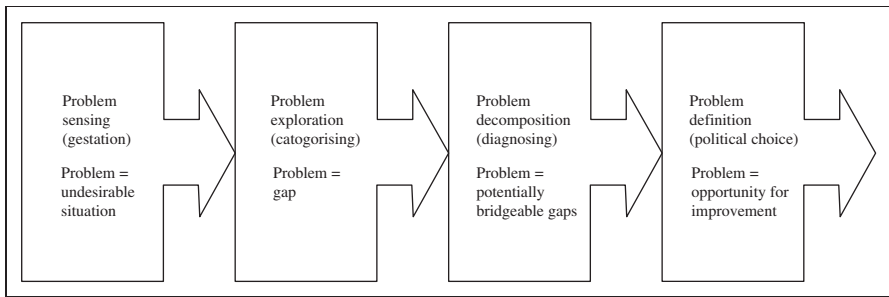 Problem
sensing
(gestation)
Problem =
undesirable
situation
Problem
exploration
(catogorising)
Problem =
gap
Problem
decomposition
(diagnosing)
Problem =
potentially
bridgeable gaps
Problem
definition
(political choice)
Problem =
opportunity for
improvement